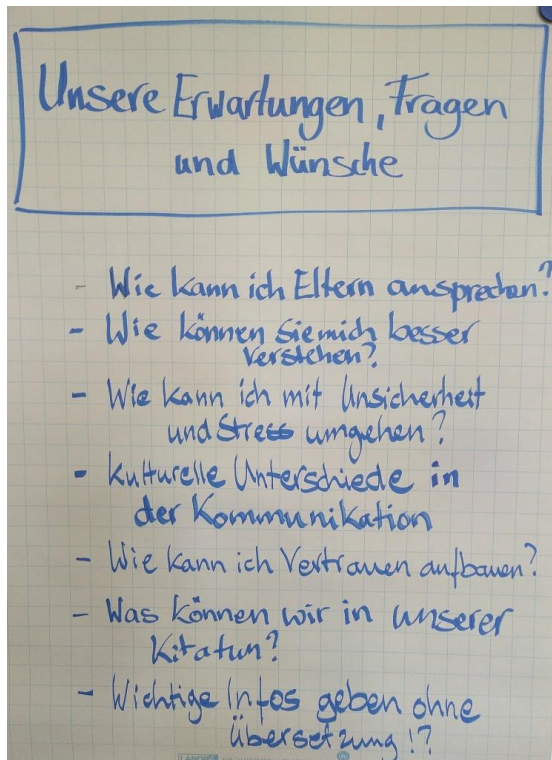 Unsere Erwartungen, Fragen
und Wünsche
- Wie kann ich Eltern ansprechen?
- Wie können sie mich besser
verstehen?
- Wie kann ich mit Unsicherheit
und Stress umgehen?
- Kulturelle Unterschiede in
der Kommunikation
- Wie kann ich Vertrauen aufbauen?
- Was können wir in unserer
Kita tun?
- Wichtige Infos geben ohne
Übersetzung!?